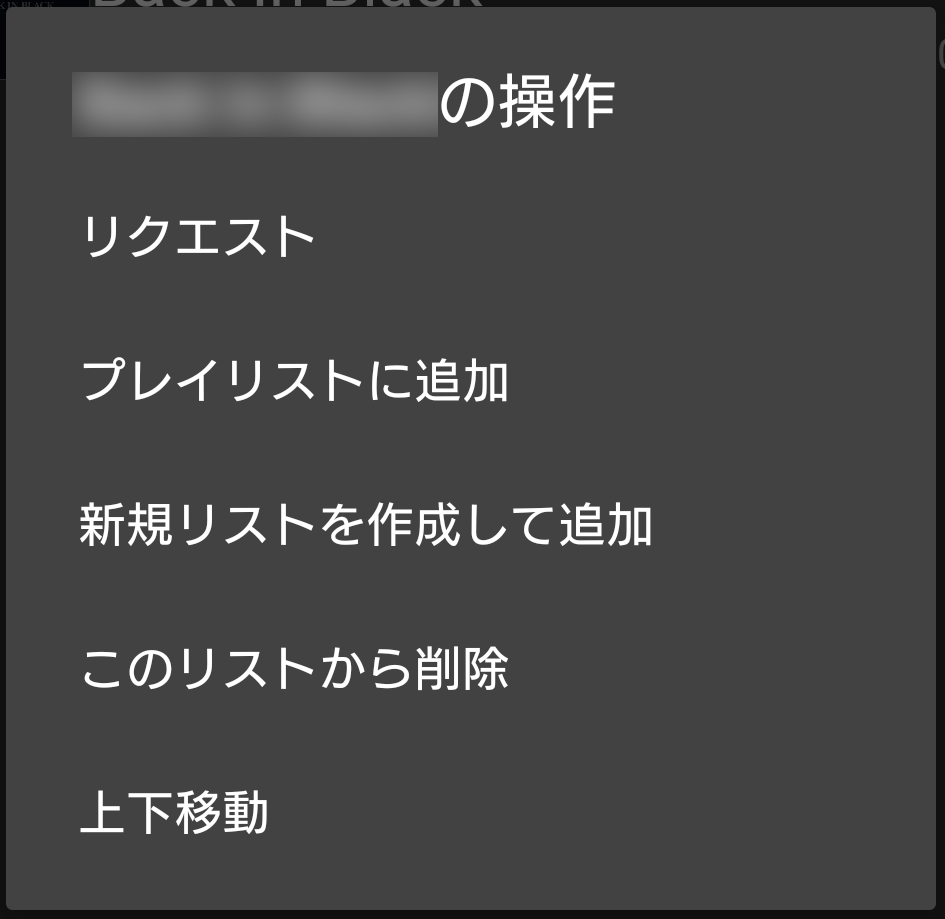 Back in Black
の操作
リクエスト
プレイリストに追加
新規リストを作成して追加
このリストから削除
上下移動